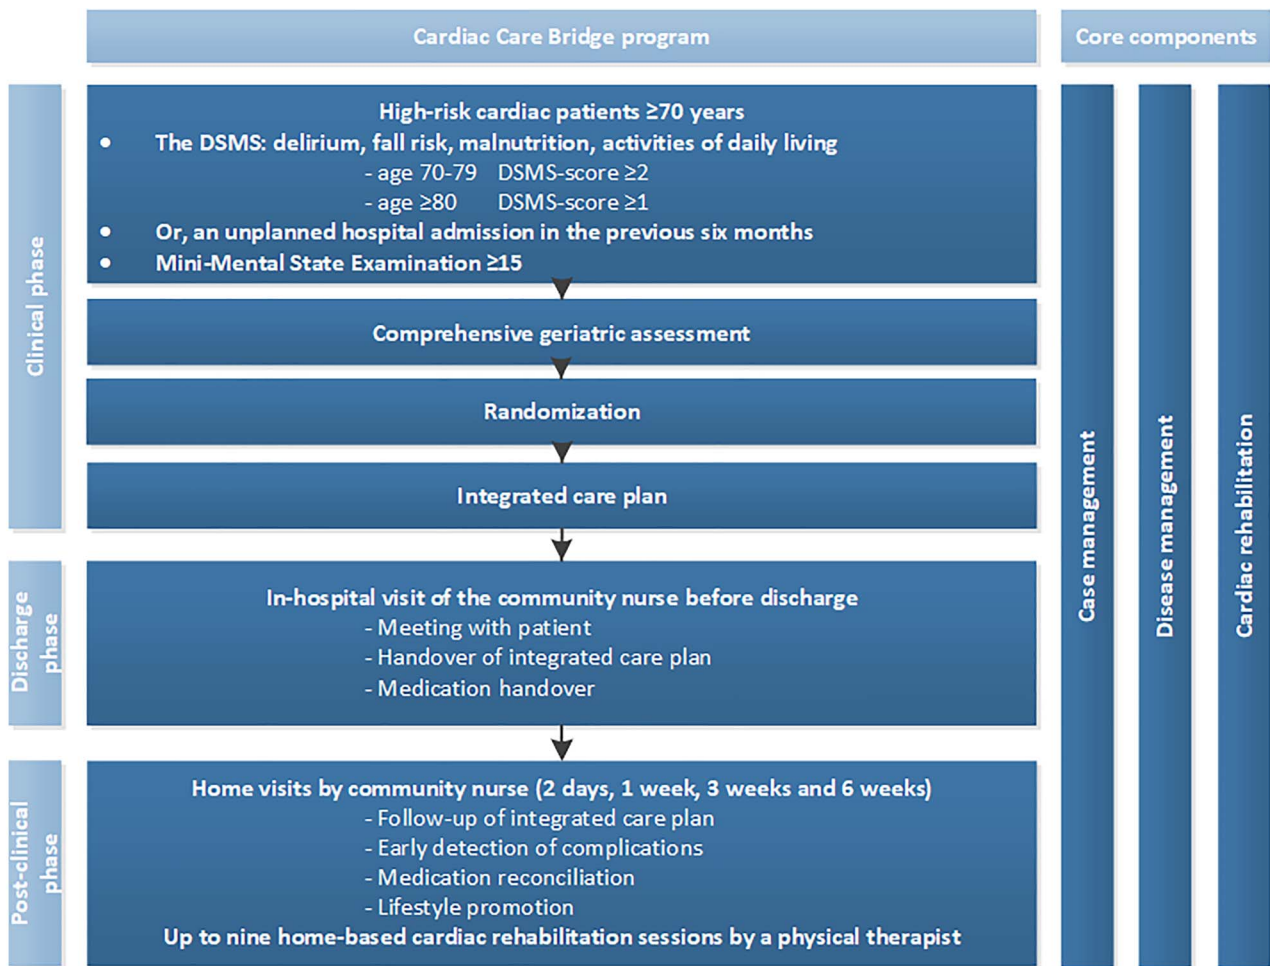 Cardiac Care Bridge program
Core components
Clinical phase
High-risk cardiac patients ≥70 years
• The DSMS: delirium, fall risk, malnutrition, activities of daily living
- age 70-79 DSMS-score ≥2
- age ≥80 DSMS-score ≥1
• Or, an unplanned hospital admission in the previous six months
• Mini-Mental State Examination ≥15
Comprehensive geriatric assessment
Randomization
Integrated care plan
Discharge
phase
In-hospital visit of the community nurse before discharge
- Meeting with patient
- Handover of integrated care plan
- Medication handover
Post-clinical
phase
Home visits by community nurse (2 days, 1 week, 3 weeks and 6 weeks)
- Follow-up of integrated care plan
- Early detection of complications
- Medication reconciliation
- Lifestyle promotion
Up to nine home-based cardiac rehabilitation sessions by a physical therapist
Case management
Disease management
Cardiac rehabilitation